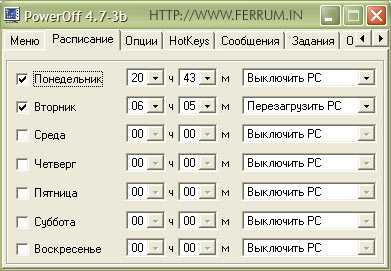 PowerOff 4.7-3b HTTP://WWW.FERRUM.IN
Меню Расписание Опции HotKeys Сообщения Задания О
Понедельник 20 ч 43 м Выключить PC
Вторник 06 ч 05 м Перезагрузить PC
Среда 00 ч 00 м Выключить PC
Четверг 00 ч 00 м Выключить PC
Пятница 00 ч 00 м Выключить PC
Суббота 00 ч 00 м Выключить PC
Воскресенье 00 ч 00 м Выключить PC